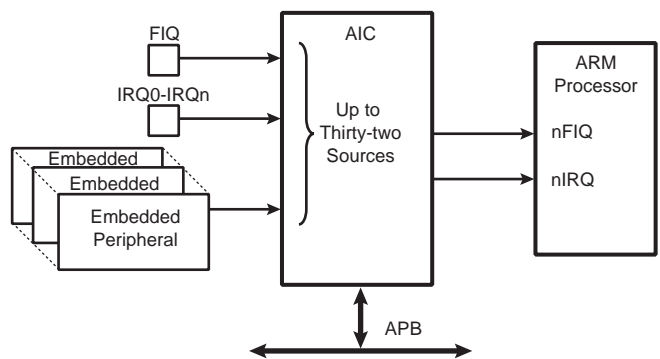 FIQ
IRQ0-IRQn
Embedded
Embedded
Embedded
Peripheral
AIC
Up to
Thirty-two
Sources
ARM
Processor
nFIQ
nIRQ
APB